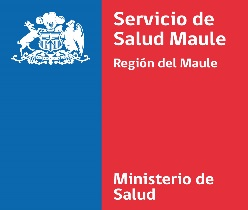 Servicio de
Salud Maule
Región del Maule
Ministerio de
Salud